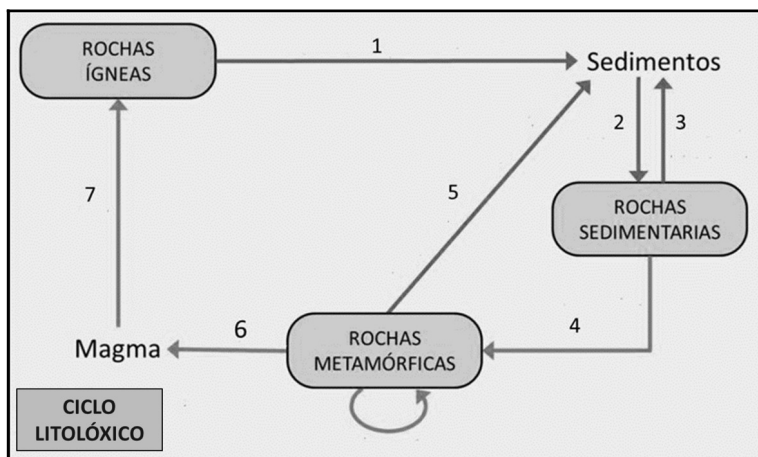 ROCHAS
ÍGNEAS
1
Sedimentos
2
3
7
5
ROCHAS
SEDIMENTARIAS
4
6
Magma
ROCHAS
METAMÓRFICAS
CICLO
LITOLÓXICO